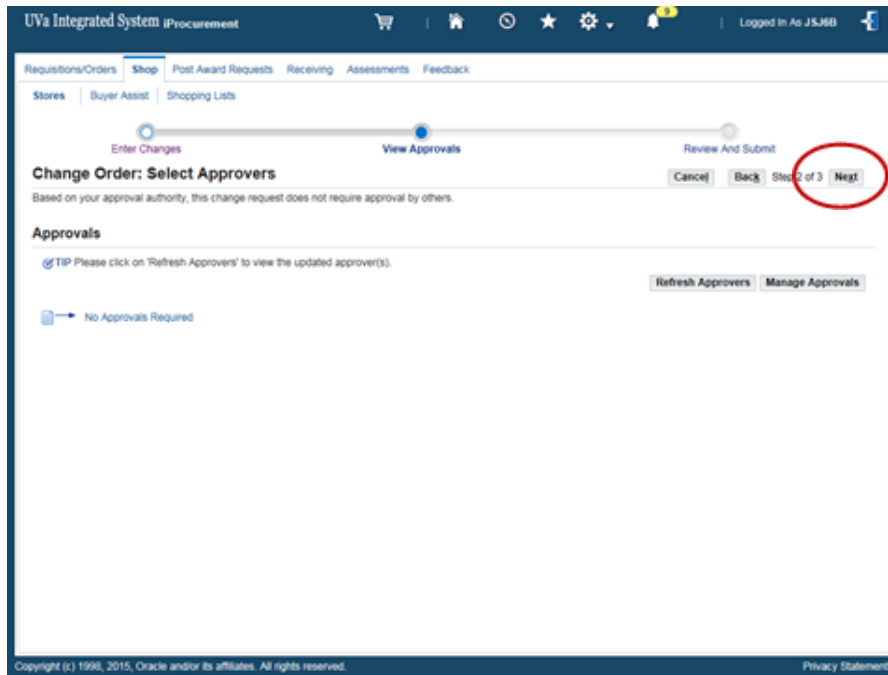 UVa Integrated System iProcurement
9
Logged In As JSJ6B
Requisitions/Orders Shop Post Award Requests Receiving Assessments Feedback
Stores Buyer Assist Shopping Lists
Enter Changes View Approvals Review And Submit
Change Order: Select Approvers
Cancel Back Step 2 of 3 Next
Based on your approval authority, this change request does not require approval by others.
Approvals
TIP Please click on 'Refresh Approvers' to view the updated approver(s).
Refresh Approvers Manage Approvals
No Approvals Required
Copyright (c) 1998, 2015, Oracle and/or its affiliates. All rights reserved. Privacy Statement